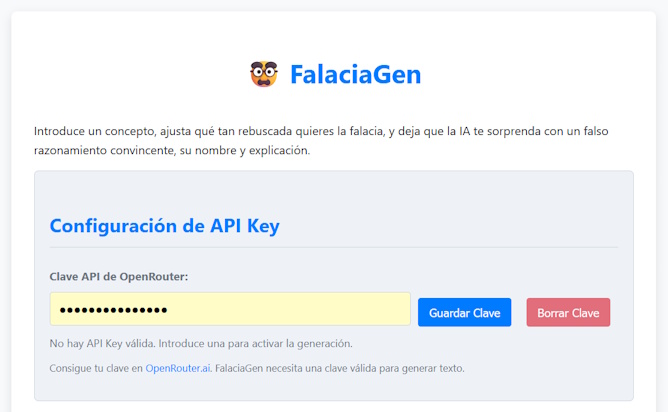 FalaciaGen
Introduce un concepto, ajusta qué tan rebuscada quieres la falacia, y deja que la IA te sorprenda con un falso
razonamiento convincente, su nombre y explicación.
Configuración de API Key
Clave API de OpenRouter:
•••••••••••••••
Guardar Clave
Borrar Clave
No hay API Key válida. Introduce una para activar la generación.
Consigue tu clave en OpenRouter.ai. FalaciaGen necesita una clave válida para generar texto.